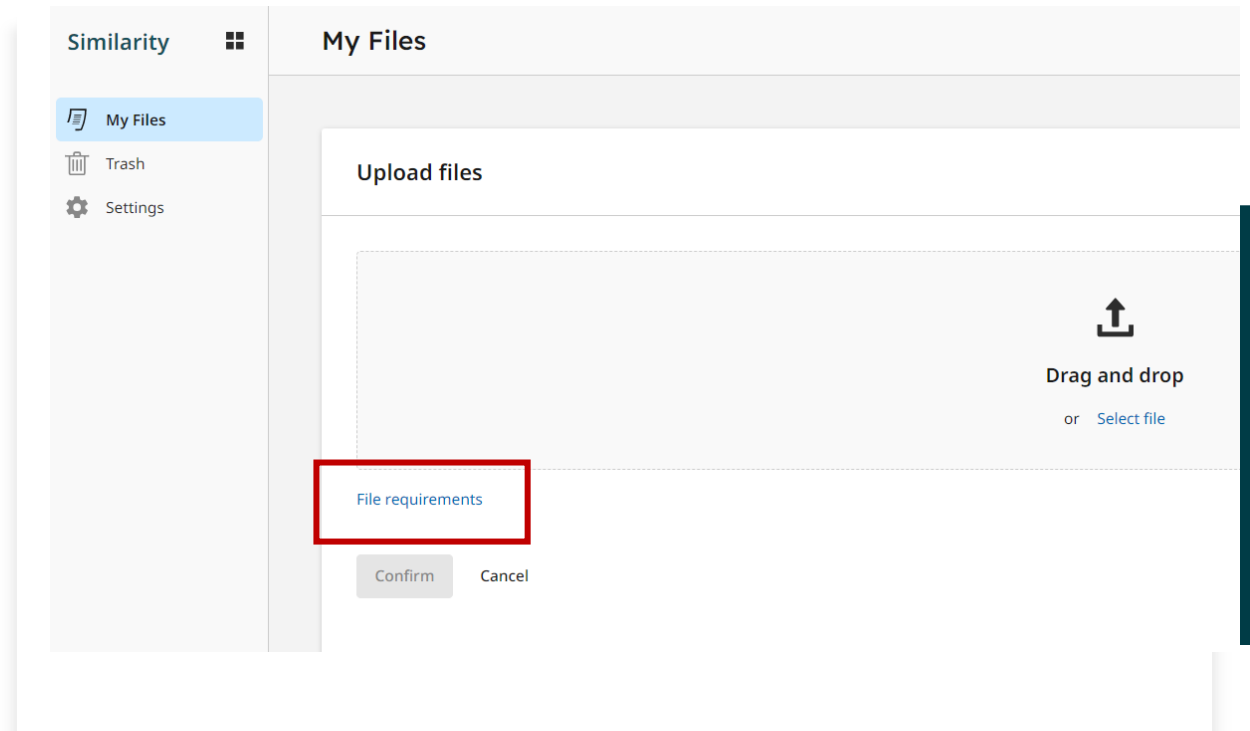 Similarity
My Files
My Files
Trash
Settings
Upload files
Drag and drop
or Select file
File requirements
Confirm Cancel